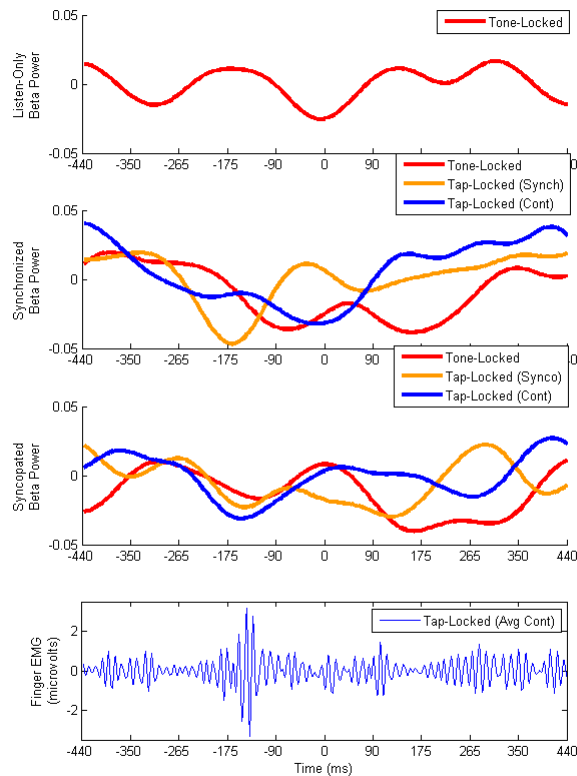 0.05
0
-0.05
Listen-Only
Beta Power
Tone-Locked
-440 -350 -265 -175 -90 0 90 0
Tone-Locked
Tap-Locked (Synch)
Tap-Locked (Cont)
0.05
0
-0.05
Synchronized
Beta Power
-440 -350 -265 -175 -90 0 90
Tone-Locked
Tap-Locked (Synco)
Tap-Locked (Cont)
0.05
0
-0.05
Syncopated
Beta Power
-440 -350 -265 -175 -90 0 90 175 265 350 440
Tap-Locked (Avg Cont)
2
0
-2
Finger EMG
(microvolts)
-440 -350 -265 -175 -90 0 90 175 265 350 440
Time (ms)